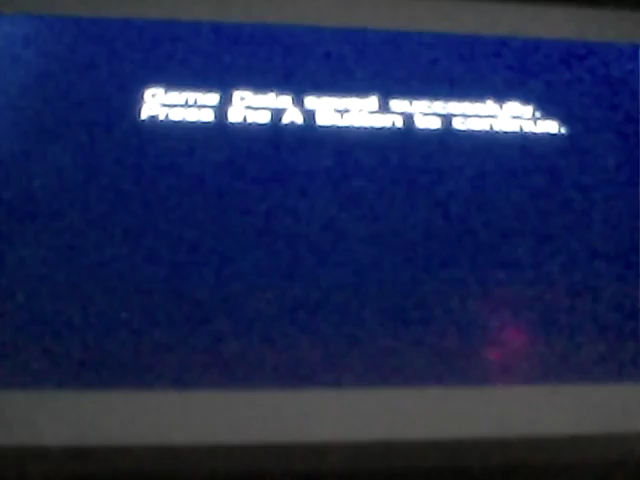 Game Data saved successfully.
Press the A Button to continue.